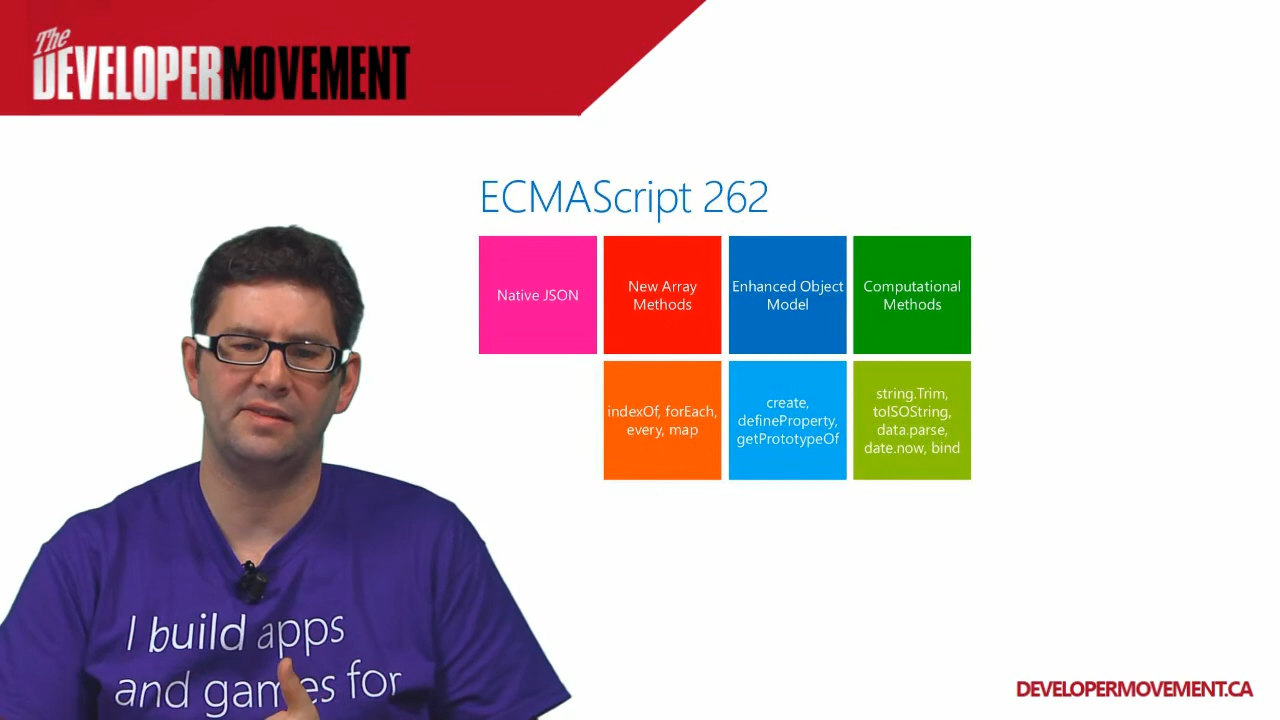 The
DEVELOPERMOVEMENT
ECMAScript 262
Native JSON
New Array
Methods
Enhanced Object
Model
Computational
Methods
indexOf, forEach,
every, map
create,
defineProperty,
getPrototypeOf
string.Trim,
toISOString,
data.parse,
date.now, bind
I build apps
and games for
DEVELOPERMOVEMENT.CA